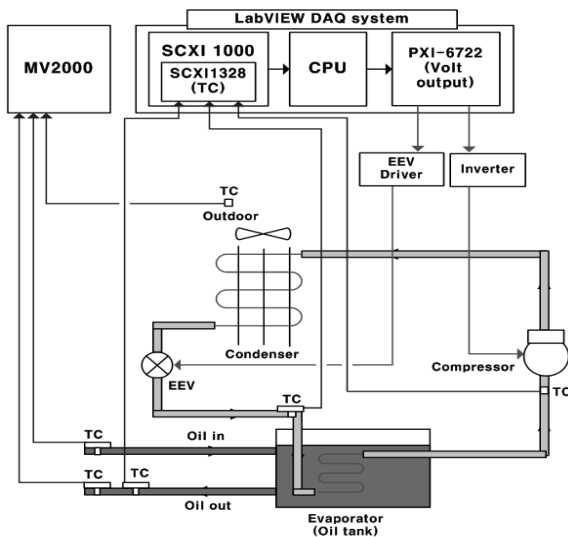 LabVIEW DAQ system
MV2000
SCXI 1000
SCXI1328
(TC)
CPU
PXI-6722
(Volt
output)
EEV
Driver
Inverter
TC
Outdoor
Condenser
EEV
Compressor
TC
TC
TC
Oil in
TC
TC
Oil out
Evaporator
(Oil tank)